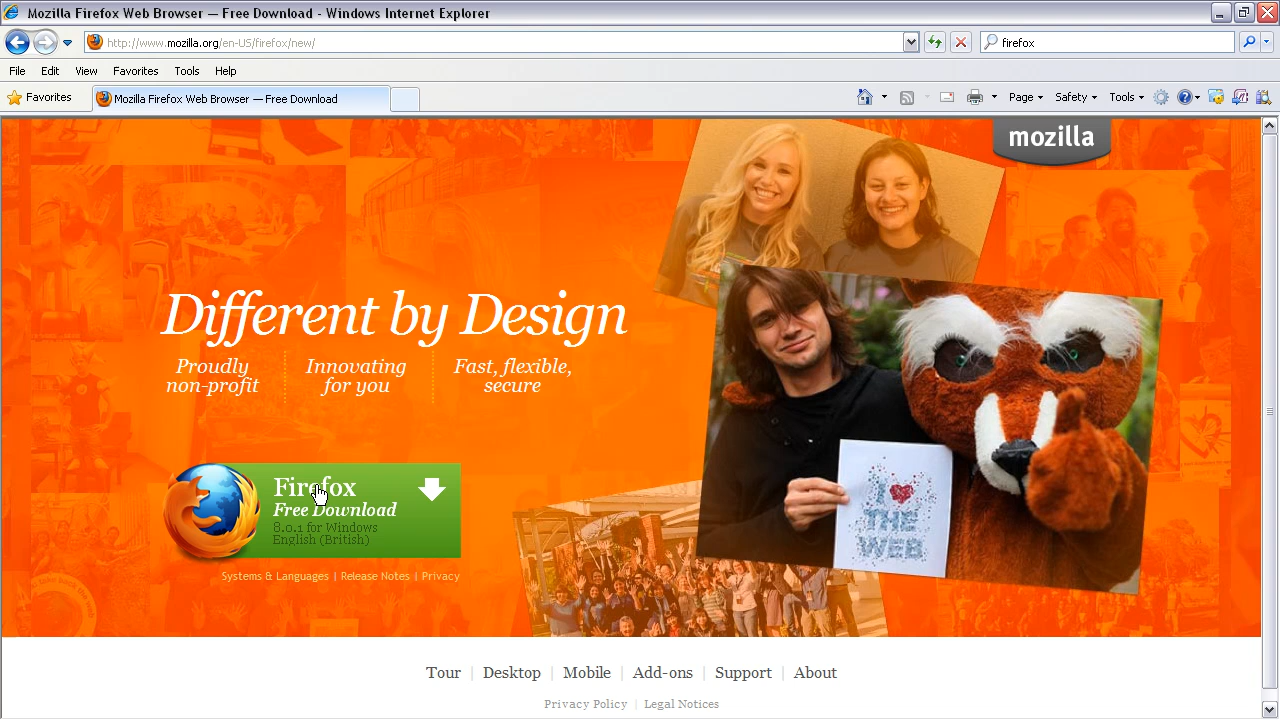 Mozilla Firefox Web Browser — Free Download - Windows Internet Explorer
http://www.mozilla.org/en-US/firefox/new/
firefox
File Edit View Favorites Tools Help
Favorites
Mozilla Firefox Web Browser — Free Download
Page Safety Tools
mozilla
Different by Design
Proudly non-profit
Innovating for you
Fast, flexible, secure
Firefox
Free Download
8.0.1 for Windows
English (British)
Systems & Languages | Release Notes | Privacy
I
THE
WEB
Tour | Desktop | Mobile | Add-ons | Support | About
Privacy Policy | Legal Notices